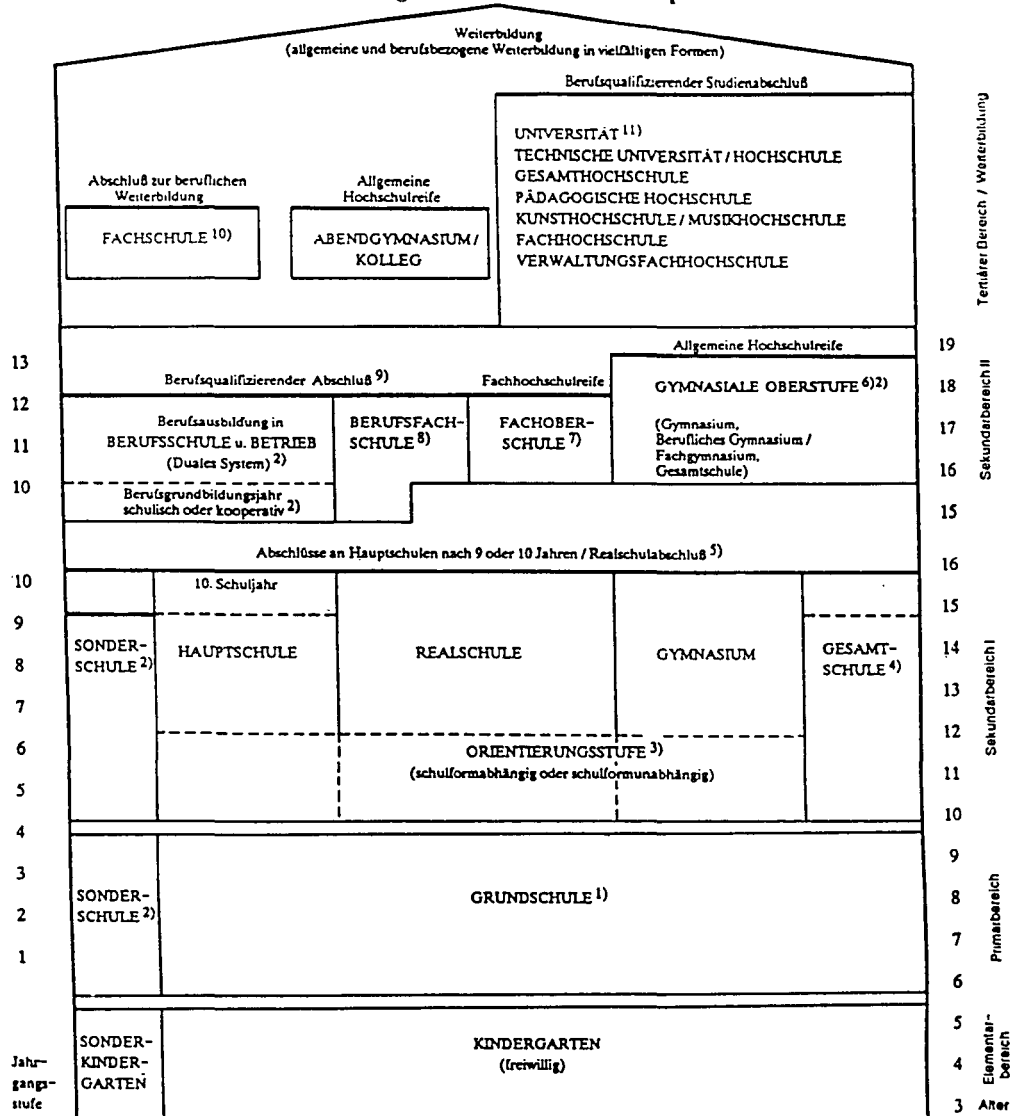 Weiterbildung
(allgemeine und berufsbezogene Weiterbildung in vielfältigen Formen)
Berufsqualifizierender Studienabschluß
UNIVERSITÄT 11)
TECHNISCHE UNIVERSITÄT / HOCHSCHULE
GESAMTHOCHSCHULE
PÄDAGOGISCHE HOCHSCHULE
KUNSTHOCHSCHULE / MUSIKHOCHSCHULE
FACHHOCHSCHULE
VERWALTUNGSFACHHOCHSCHULE
Abschluß zur beruflichen
Weiterbildung
FACHSCHULE 10)
Allgemeine
Hochschulreife
ABENDGYMNASIUM /
KOLLEG
Tertiärer Bereich / Weiterbildung
Allgemeine Hochschulreife
GYMNASIALE OBERSTUFE 6)2)
(Gymnasium,
Berufliches Gymnasium /
Fachgymnasium,
Gesamtschule)
Berufsqualifizierender Abschluß 9)
Fachhochschulreife
Berufsausbildung in
BERUFSSCHULE u. BETRIEB
(Duales System) 2)
BERUFSFACH-
SCHULE 8)
FACHOBER-
SCHULE 7)
Berufsgrundbildungsjahr
schulisch oder kooperativ 2)
13
12
11
10
19
18
17
16
15
Sekundarbereich II
Abschlüsse an Hauptschulen nach 9 oder 10 Jahren / Realschulabschluß 5)
10. Schuljahr
SONDER-
SCHULE 2)
HAUPTSCHULE
REALSCHULE
GYMNASIUM
GESAMT-
SCHULE 4)
ORIENTIERUNGSSTUFE 3)
(schulformabhängig oder schulformunabhängig)
10
9
8
7
6
5
16
15
14
13
12
11
10
Sekundarbereich I
4
3
2
1
SONDER-
SCHULE 2)
GRUNDSCHULE 1)
9
8
7
6
Primarbereich
SONDER-
KINDER-
GARTEN
KINDERGARTEN
(freiwillig)
5
4
3
Elementar-
bereich
Jahr-
gangs-
stufe
Alter